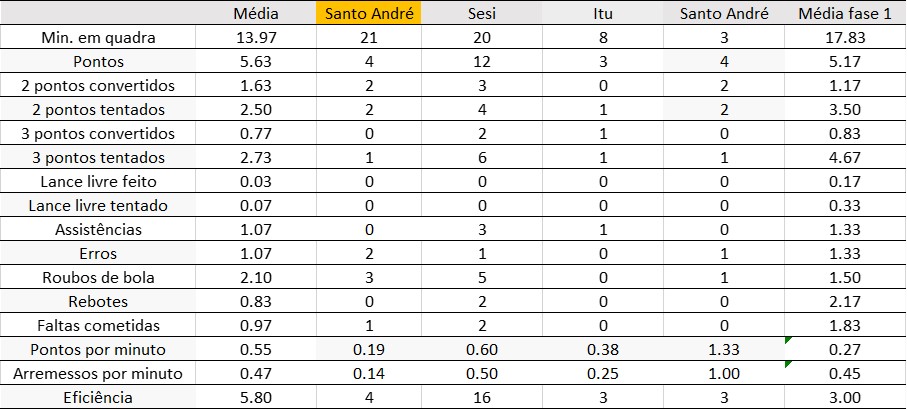 Média Santo André Sesi Itu Santo André Média fase 1
Min. em quadra 13.97 21 20 8 3 17.83
Pontos 5.63 4 12 3 4 5.17
2 pontos convertidos 1.63 2 3 0 2 1.17
2 pontos tentados 2.50 2 4 1 2 3.50
3 pontos convertidos 0.77 0 2 1 0 0.83
3 pontos tentados 2.73 1 6 1 1 4.67
Lance livre feito 0.03 0 0 0 0 0.17
Lance livre tentado 0.07 0 0 0 0 0.33
Assistências 1.07 0 3 1 0 1.33
Erros 1.07 2 1 0 1 1.33
Roubos de bola 2.10 3 5 0 1 1.50
Rebotes 0.83 0 2 0 0 2.17
Faltas cometidas 0.97 1 2 0 0 1.83
Pontos por minuto 0.55 0.19 0.60 0.38 1.33 0.27
Arremessos por minuto 0.47 0.14 0.50 0.25 1.00 0.45
Eficiência 5.80 4 16 3 3 3.00